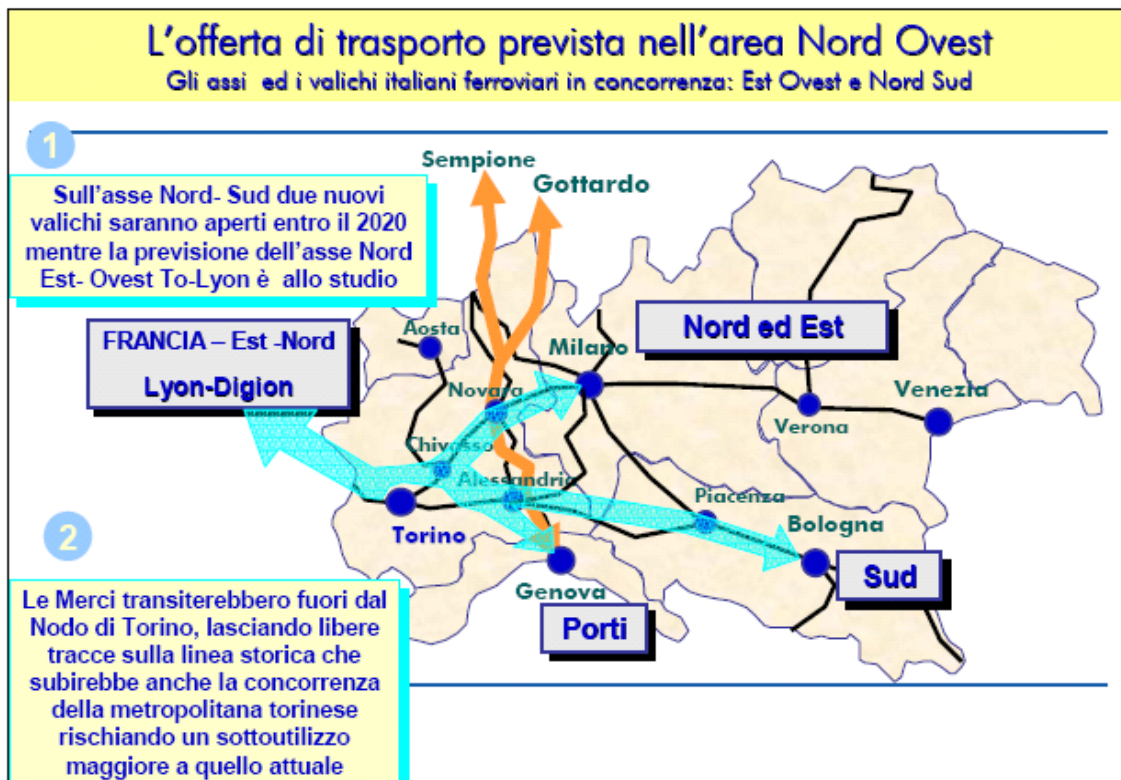 L'offerta di trasporto prevista nell'area Nord Ovest
Gli assi ed i valichi italiani ferroviari in concorrenza: Est Ovest e Nord Sud
1
Sull'asse Nord- Sud due nuovi
valichi saranno aperti entro il 2020
mentre la previsione dell'asse Nord
Est- Ovest To-Lyon è allo studio
Sempione
Gottardo
FRANCIA – Est -Nord
Lyon-Digion
Aosta
Milano
Nord ed Est
Novara
Venezia
Verona
Chivasso
Alessandria
Piacenza
Torino
Bologna
2
Genova
Sud
Porti
Le Merci transiterebbero fuori dal
Nodo di Torino, lasciando libere
tracce sulla linea storica che
subirebbe anche la concorrenza
della metropolitana torinese
rischiando un sottoutilizzo
maggiore a quello attuale